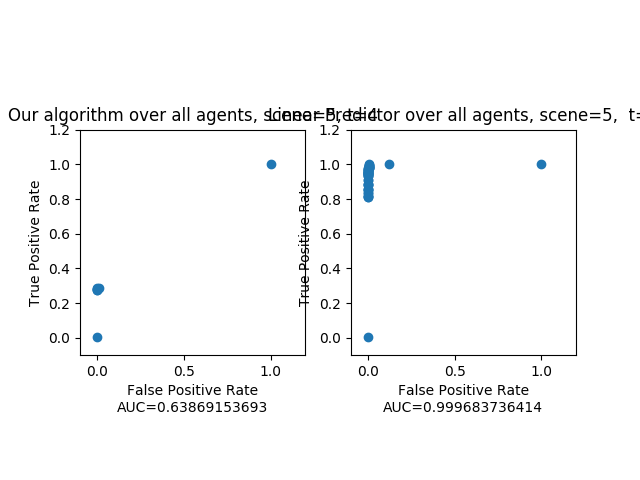 Our algorithm over all agents, scene=5, t=4
Linear Predictor over all agents, scene=5, t=
1.2
1.0
0.8
0.6
0.4
0.2
0.0
True Positive Rate
0.0 0.5 1.0
False Positive Rate
AUC=0.63869153693
1.2
1.0
0.8
0.6
0.4
0.2
0.0
True Positive Rate
0.0 0.5 1.0
False Positive Rate
AUC=0.999683736414